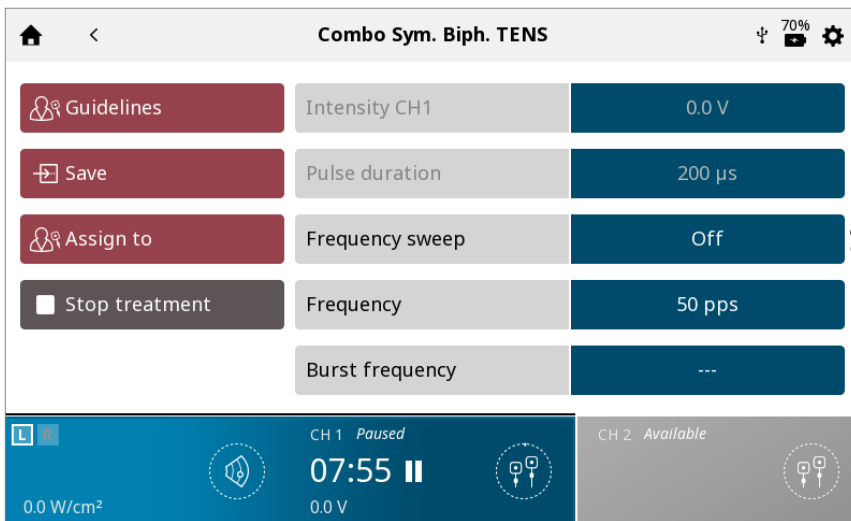 Combo Sym. Biph. TENS
70%
Guidelines
Intensity CH1
0.0 V
Save
Pulse duration
200 µs
Assign to
Frequency sweep
Off
Stop treatment
Frequency
50 pps
Burst frequency
---
L R
CH 1 Paused
CH 2 Available
07:55
0.0 W/cm²
0.0 V